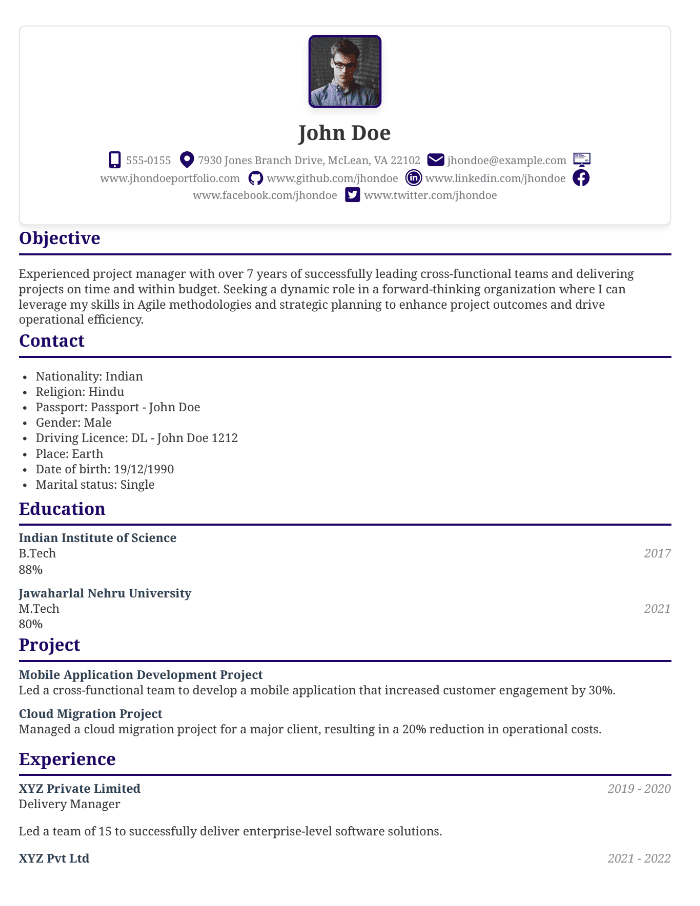 John Doe
555-0155 7930 Jones Branch Drive, McLean, VA 22102 jhondoe@example.com
www.jhondoeportfolio.com www.github.com/jhondoe www.linkedin.com/jhondoe
www.facebook.com/jhondoe www.twitter.com/jhondoe
Objective
Experienced project manager with over 7 years of successfully leading cross-functional teams and delivering
projects on time and within budget. Seeking a dynamic role in a forward-thinking organization where I can
leverage my skills in Agile methodologies and strategic planning to enhance project outcomes and drive
operational efficiency.
Contact
• Nationality: Indian
• Religion: Hindu
• Passport: Passport - John Doe
• Gender: Male
• Driving Licence: DL - John Doe 1212
• Place: Earth
• Date of birth: 19/12/1990
• Marital status: Single
Education
Indian Institute of Science
B.Tech 2017
88%
Jawaharlal Nehru University
M.Tech 2021
80%
Project
Mobile Application Development Project
Led a cross-functional team to develop a mobile application that increased customer engagement by 30%.
Cloud Migration Project
Managed a cloud migration project for a major client, resulting in a 20% reduction in operational costs.
Experience
XYZ Private Limited 2019 - 2020
Delivery Manager
Led a team of 15 to successfully deliver enterprise-level software solutions.
XYZ Pvt Ltd 2021 - 2022